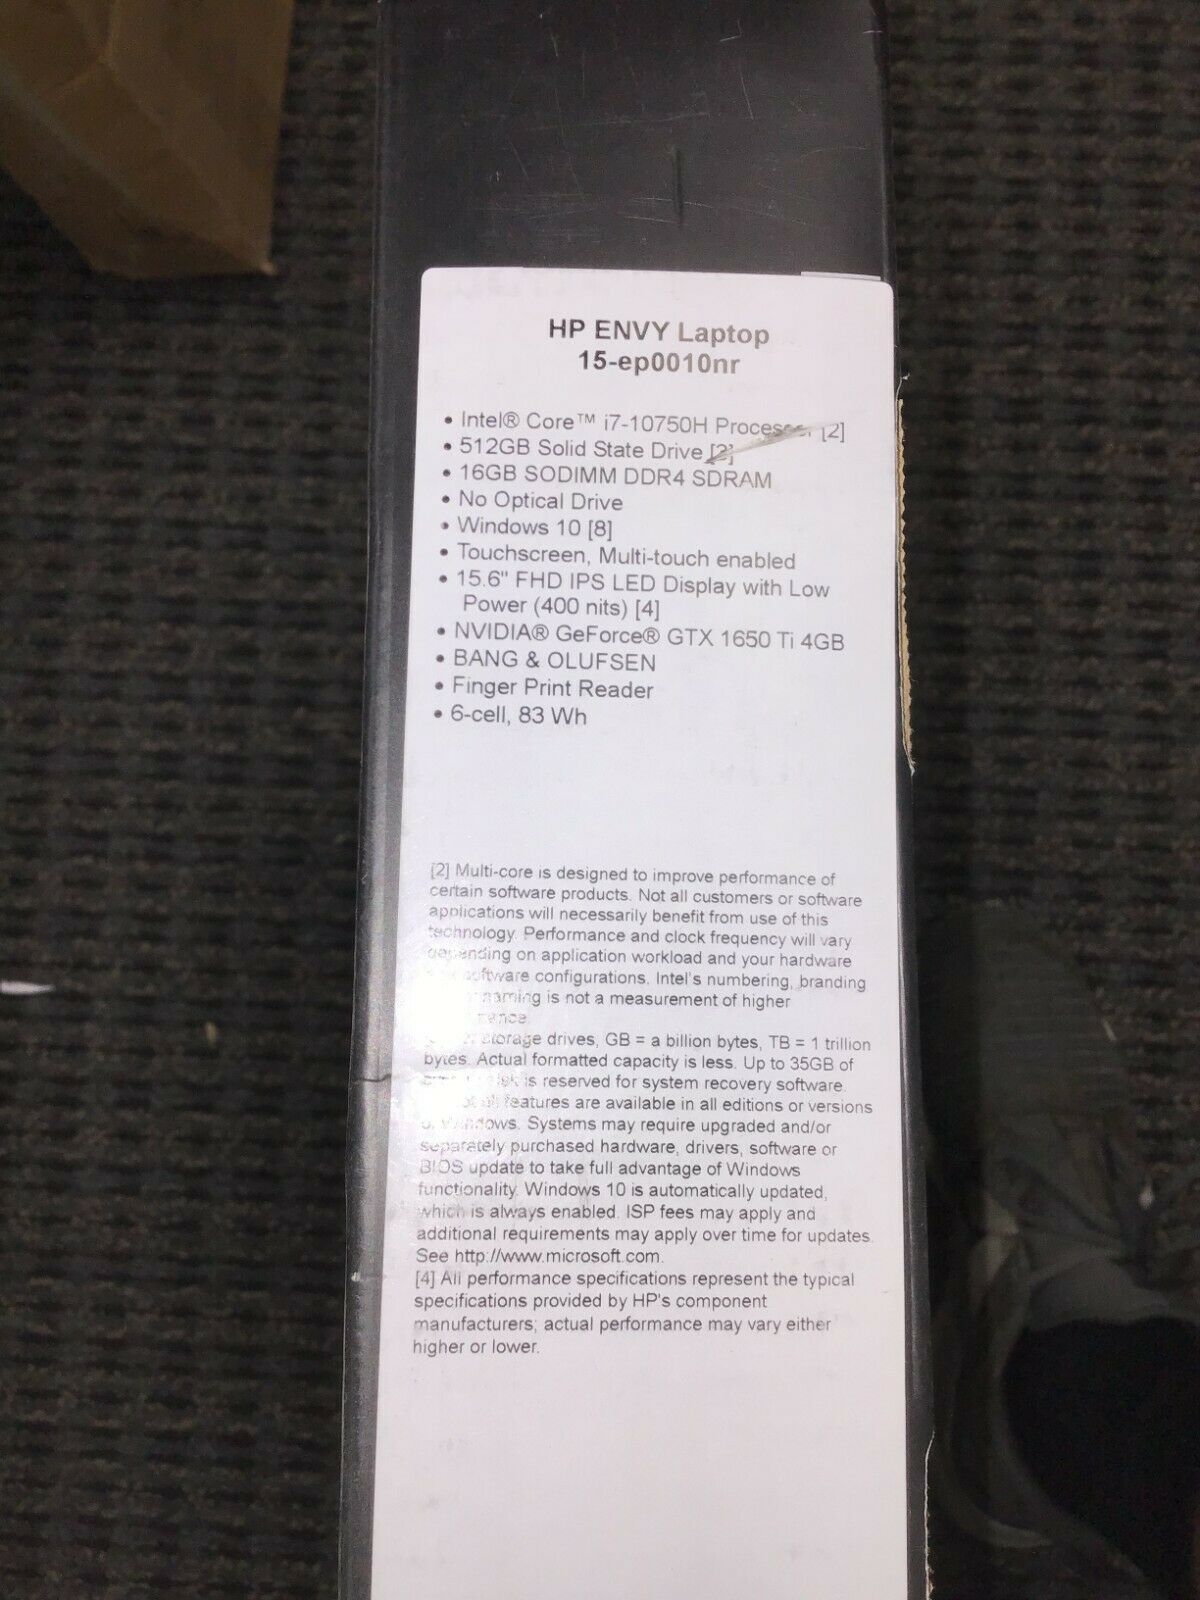 HP ENVY Laptop
15-ep0010nr
• Intel® Core™ i7-10750H [2]
• 512GB Solid State Drive
• 16GB SODIMM DDR4 SDRAM
• No Optical Drive
• Windows 10 [8]
• Touchscreen, Multi-touch enabled
• 15.6" FHD IPS LED Display with Low
Power (400 nits) [4]
• NVIDIA® GeForce® GTX 1650 Ti 4GB
• BANG & OLUFSEN
• Finger Print Reader
• 6-cell, 83 Wh
[2] Multi-core is designed to improve performance of
certain software products. Not all customers or software
applications will necessarily benefit from use of this
technology. Performance and clock frequency will vary
depending on application workload and your hardware
software configurations. Intel's numbering, branding
naming is not a measurement of higher
storage drives, GB = a billion bytes, TB = 1 trillion
bytes. Actual formatted capacity is less. Up to 35GB of
is reserved for system recovery software.
features are available in all editions or versions
Windows. Systems may require upgraded and/or
separately purchased hardware, drivers, software or
BIOS update to take full advantage of Windows
functionality. Windows 10 is automatically updated,
which is always enabled. ISP fees may apply and
additional requirements may apply over time for updates.
See http://www.microsoft.com.
[4] All performance specifications represent the typical
specifications provided by HP's component
manufacturers; actual performance may vary either
higher or lower.